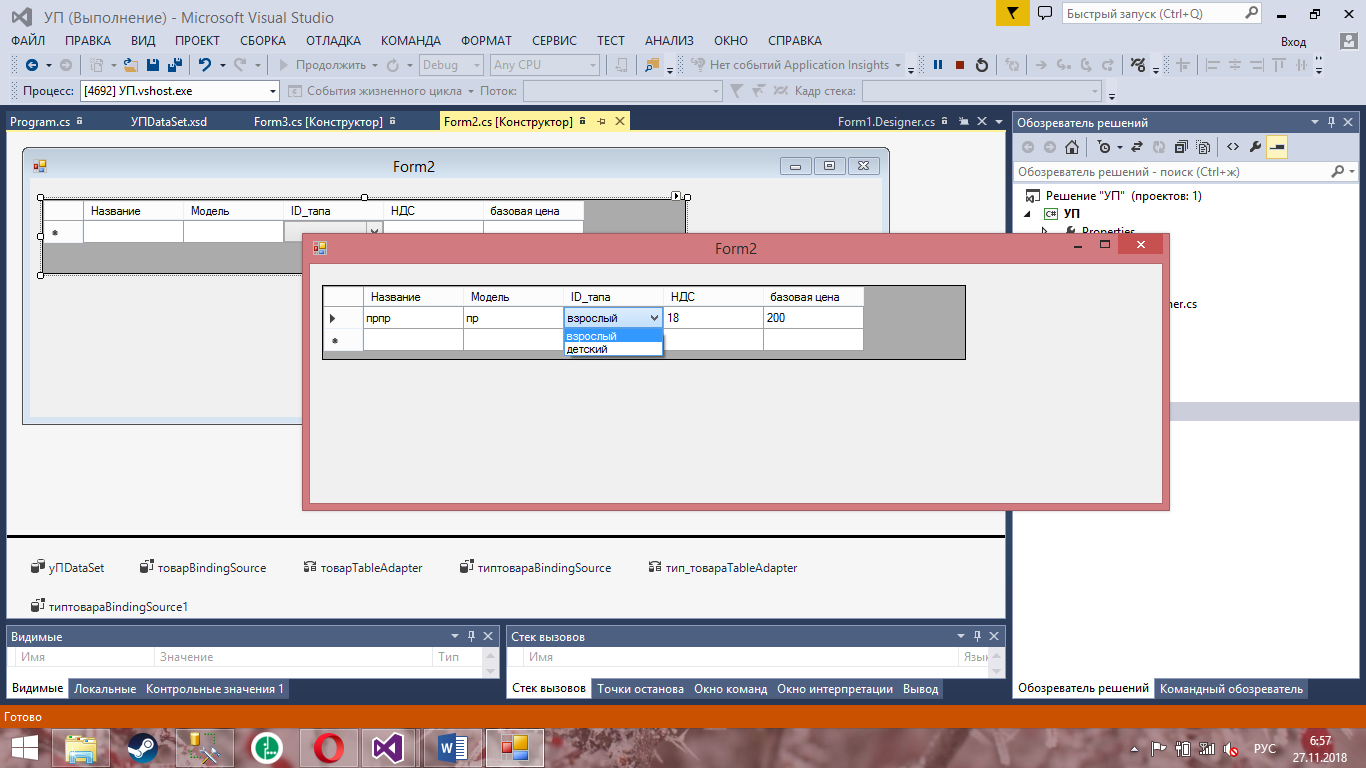 УП (Выполнение) - Microsoft Visual Studio
Быстрый запуск (Ctrl+Q)
ФАЙЛ ПРАВКА ВИД ПРОЕКТ СБОРКА ОТЛАДКА КОМАНДА ФОРМАТ СЕРВИС ТЕСТ АНАЛИЗ ОКНО СПРАВКА Вход
Продолжить Debug Any CPU Нет событий Application Insights
Процесс: [4692] УП.vshost.exe События жизненного цикла Поток: Кадр стека:
Program.cs УПDataSet.xsd Form3.cs [Конструктор] Form2.cs [Конструктор] Form1.Designer.cs
Обозреватель решений
Обозреватель решений - поиск (Ctrl+ж)
Решение "УП" (проектов: 1)
УП
Properties
ner.cs
Form2
Название Модель ID_тапа НДС базовая цена
Form2
Название Модель ID_тапа НДС базовая цена
прпр пр взрослый 18 200
взрослый
детский
уПDataSet товарBindingSource товарTableAdapter типтовараBindingSource тип_товараTableAdapter
типтовараBindingSource1
Видимые
Имя Значение Тип
Видимые Локальные Контрольные значения 1
Стек вызовов
Имя Язык
Стек вызовов Точки останова Окно команд Окно интерпретации Вывод
Обозреватель решений Командный обозреватель
Готово
РУС
6:57
27.11.2018